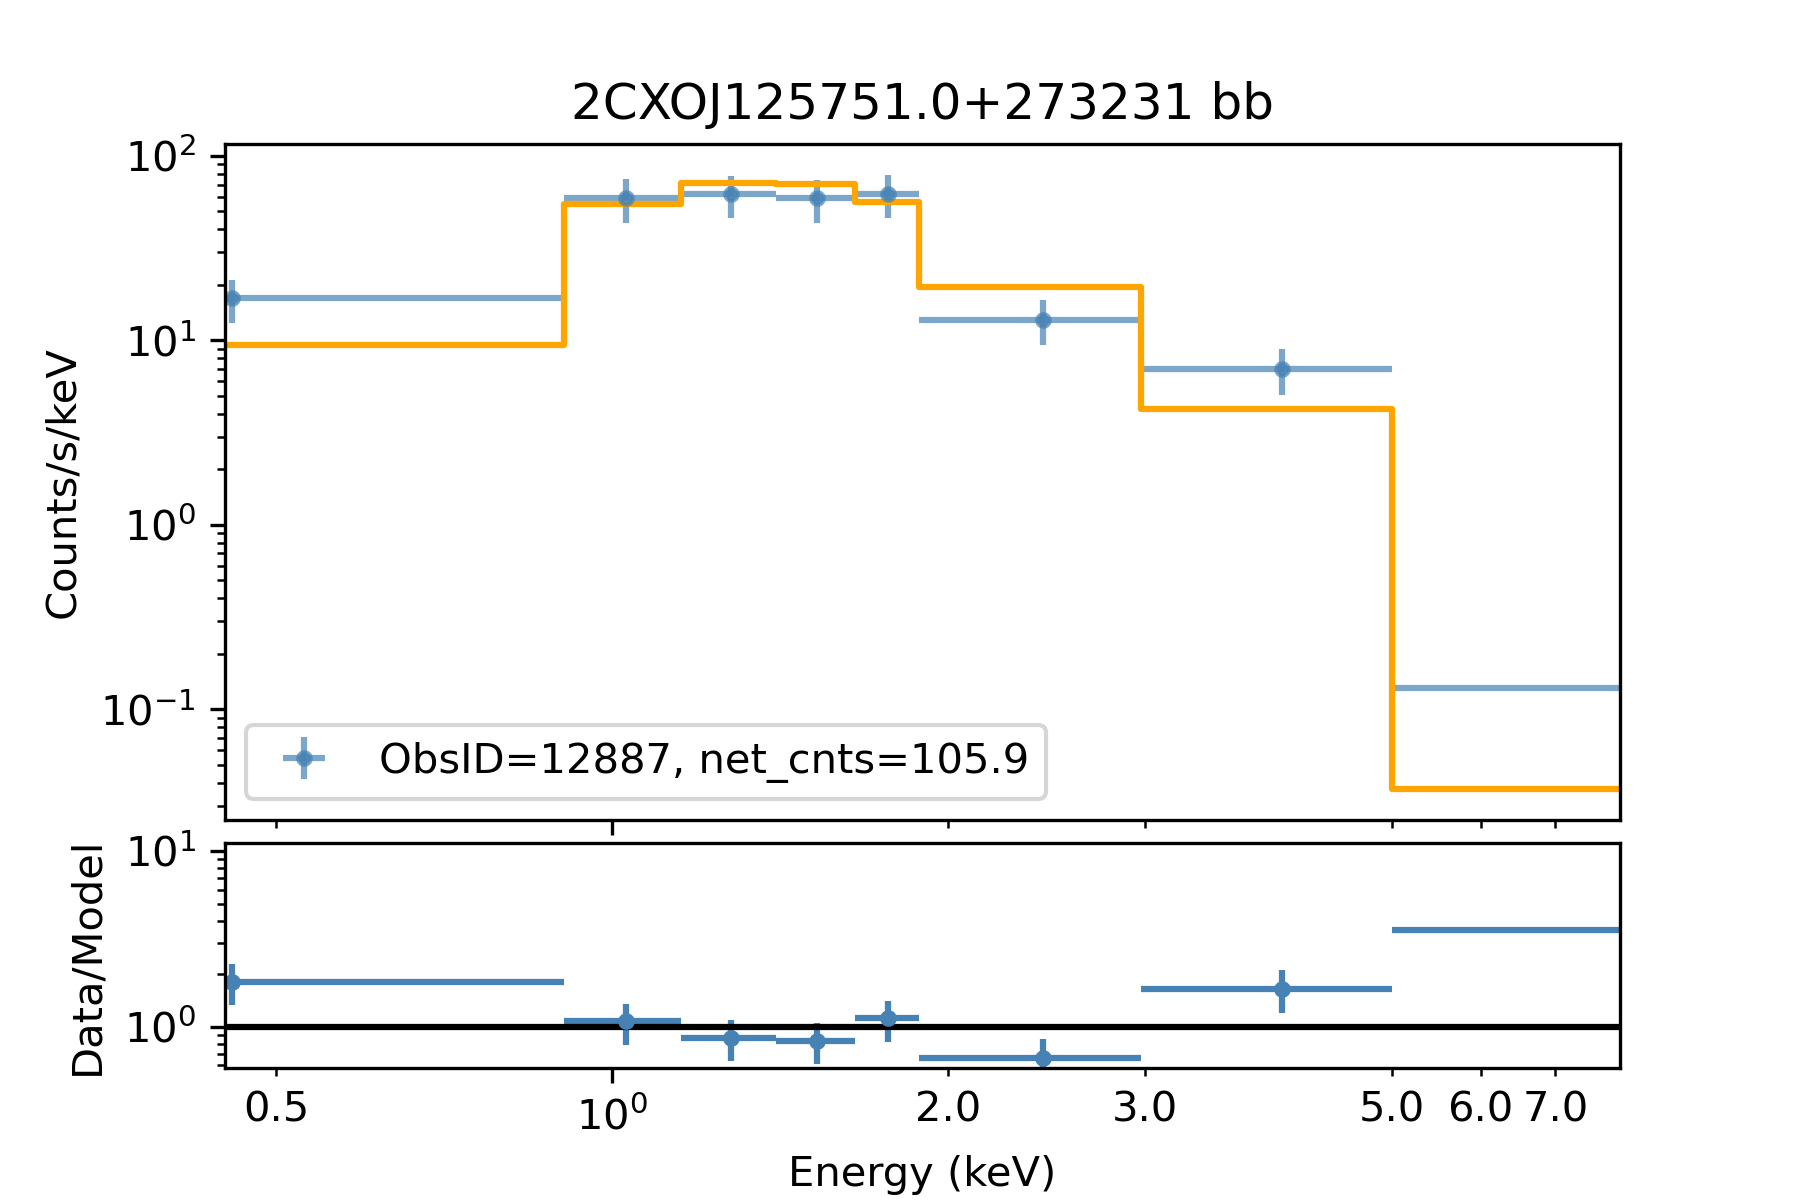 2CXOJ125751.0+273231 bb
10²
10¹
10⁰
10⁻¹
Counts/s/keV
ObsID=12887, net_cnts=105.9
10¹
10⁰
Data/Model
0.5 10⁰ 2.0 3.0 5.0 6.0 7.0
Energy (keV)